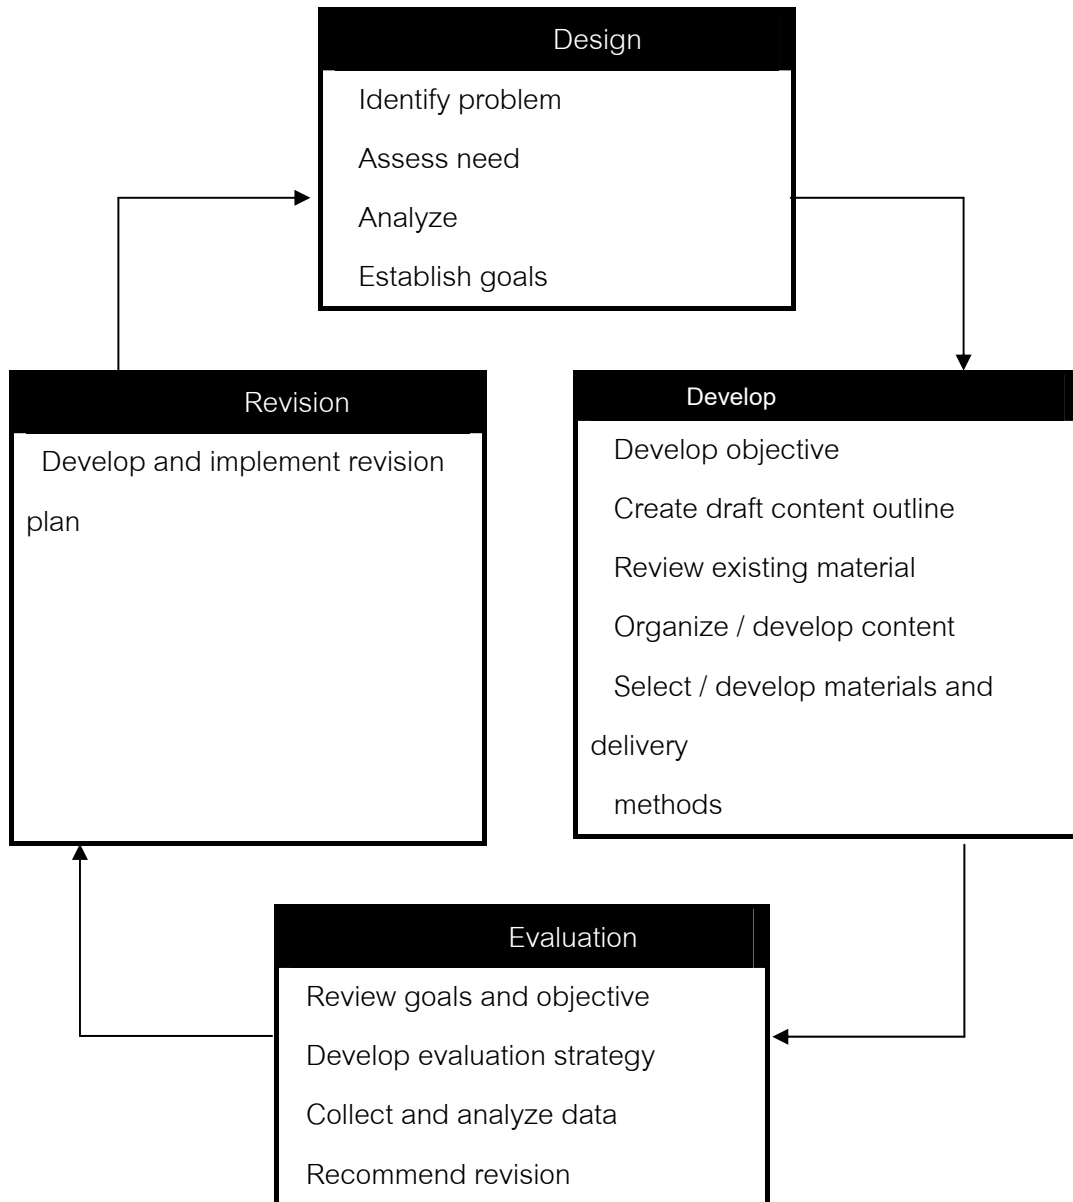 Design
Identify problem
Assess need
Analyze
Establish goals
Revision
Develop and implement revision
plan
Develop
Develop objective
Create draft content outline
Review existing material
Organize / develop content
Select / develop materials and
delivery
methods
Evaluation
Review goals and objective
Develop evaluation strategy
Collect and analyze data
Recommend revision